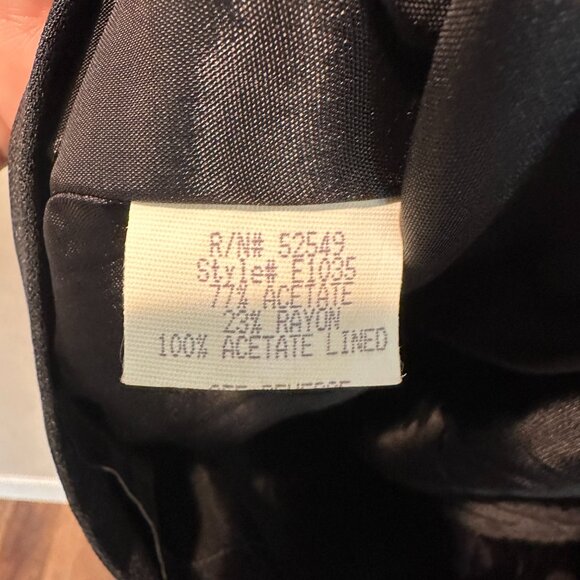 R/N# 52549
Style# E1035
77% ACETATE
23% RAYON
100% ACETATE LINED